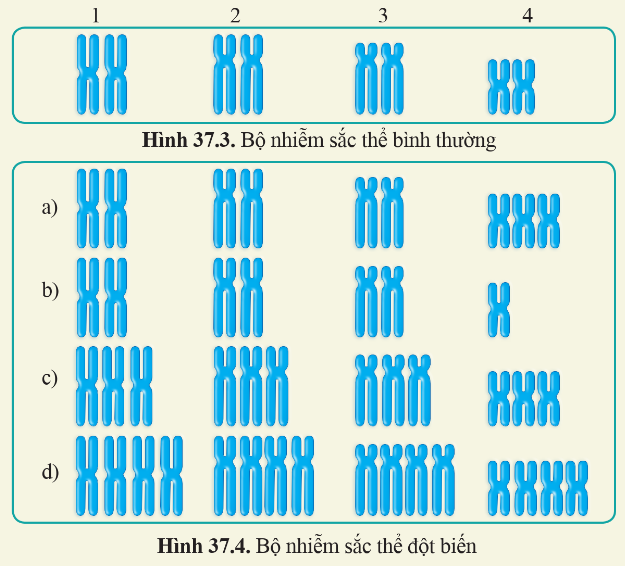 1 2 3 4
Hình 37.3. Bộ nhiễm sắc thể bình thường
a)
b)
c)
d)
Hình 37.4. Bộ nhiễm sắc thể đột biến